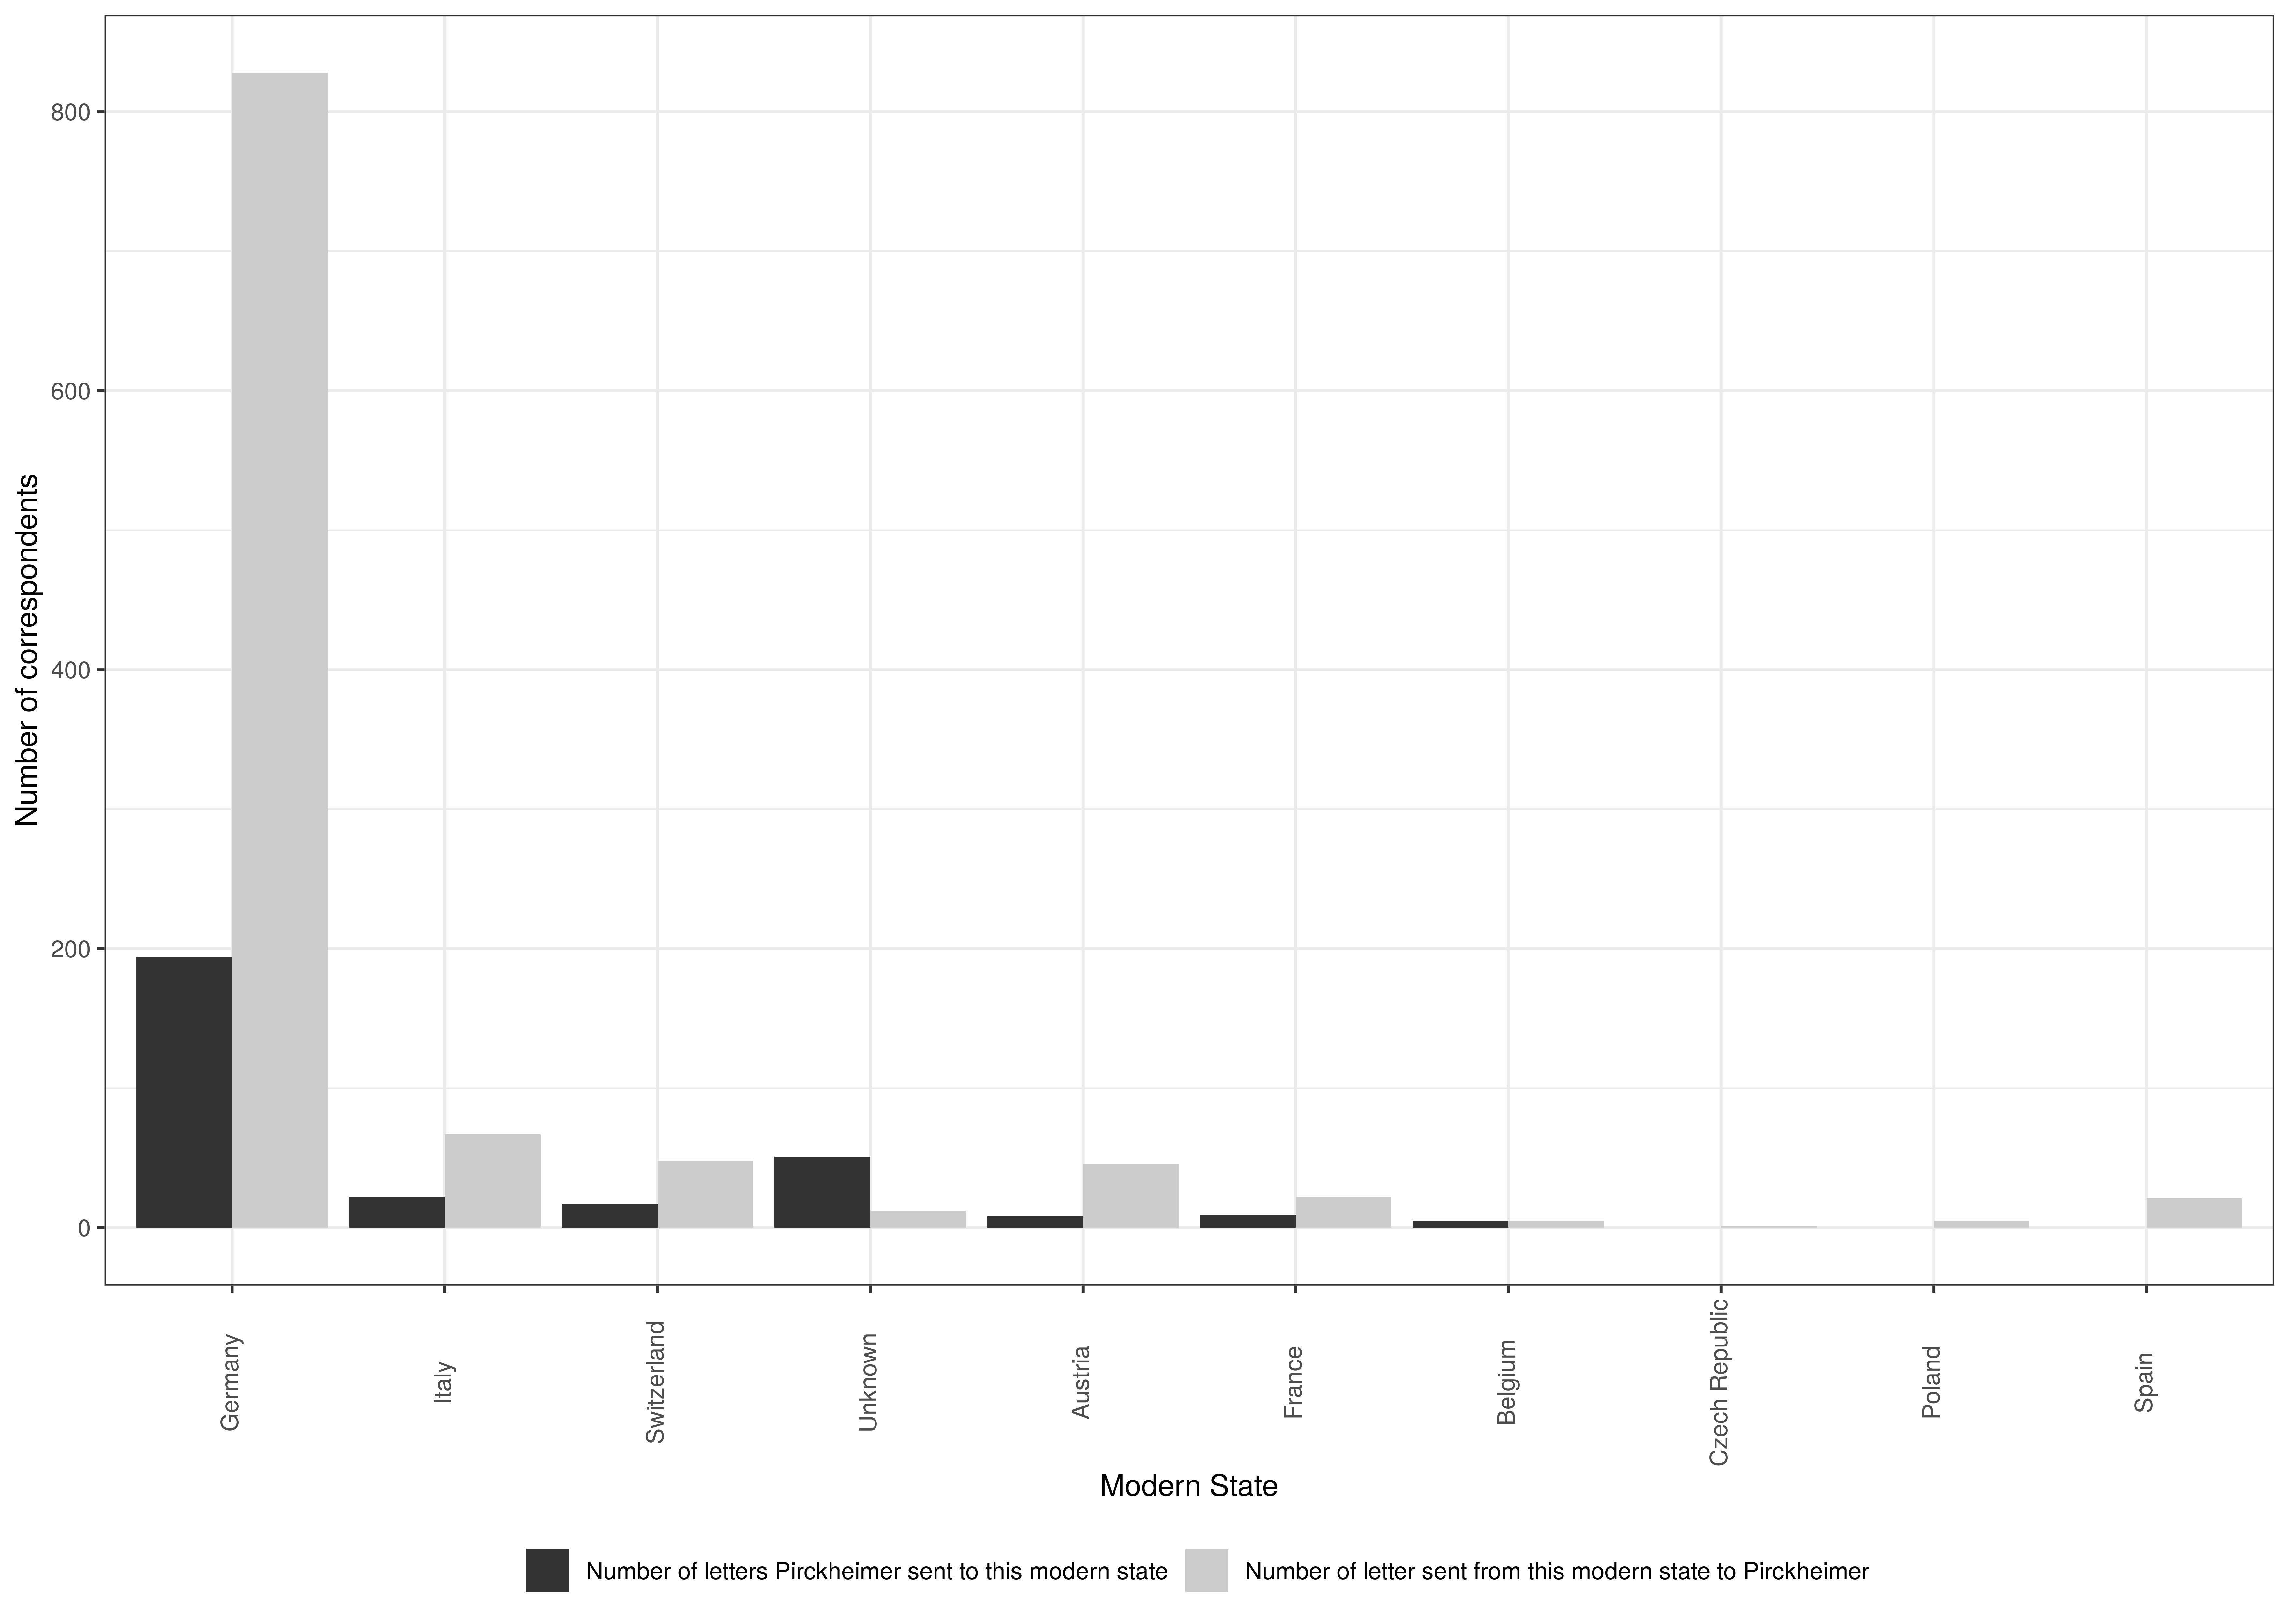 Number of correspondents
800
600
400
200
0
Germany
Italy
Switzerland
Unknown
Austria
France
Belgium
Czech Republic
Poland
Spain
Modern State
Number of letters Pirckheimer sent to this modern state
Number of letter sent from this modern state to Pirckheimer